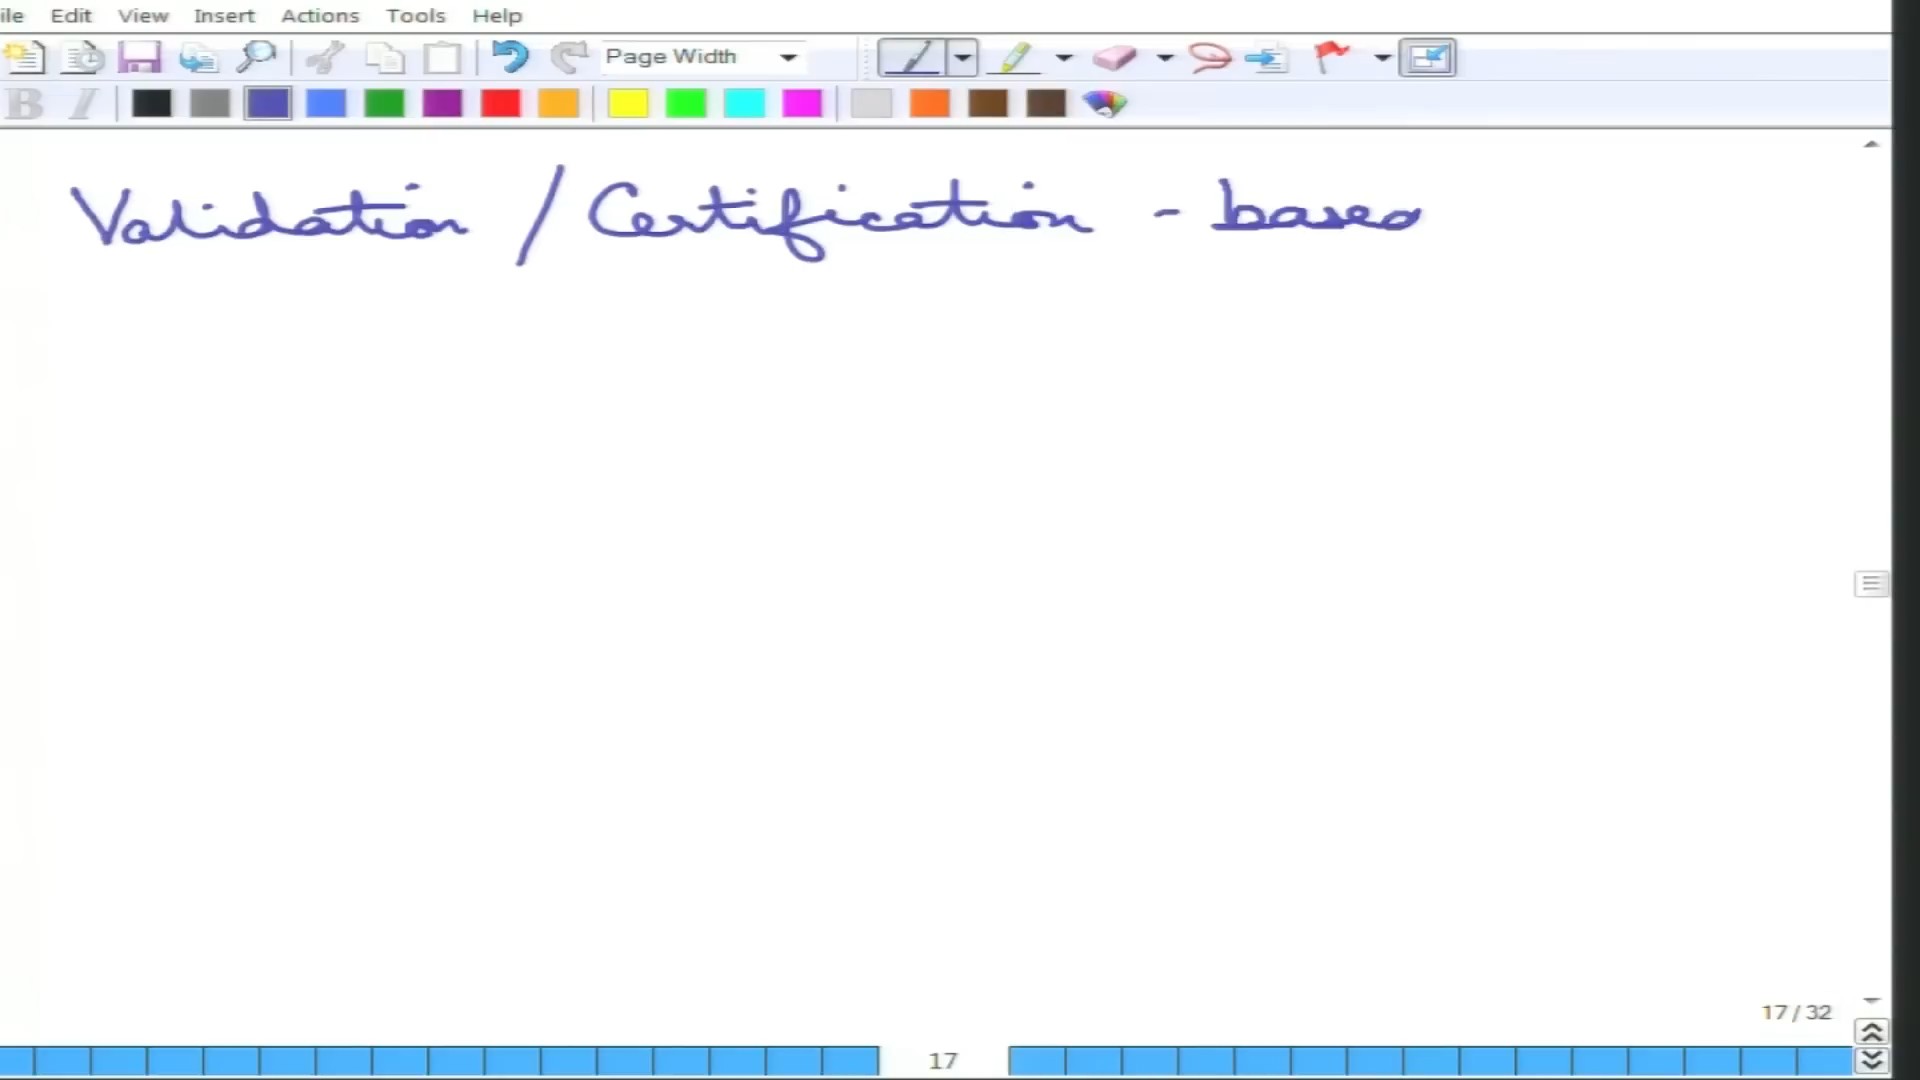 ile Edit View Insert Actions Tools Help
Page Width
B I
Validation / Certification - based
17 / 32
17